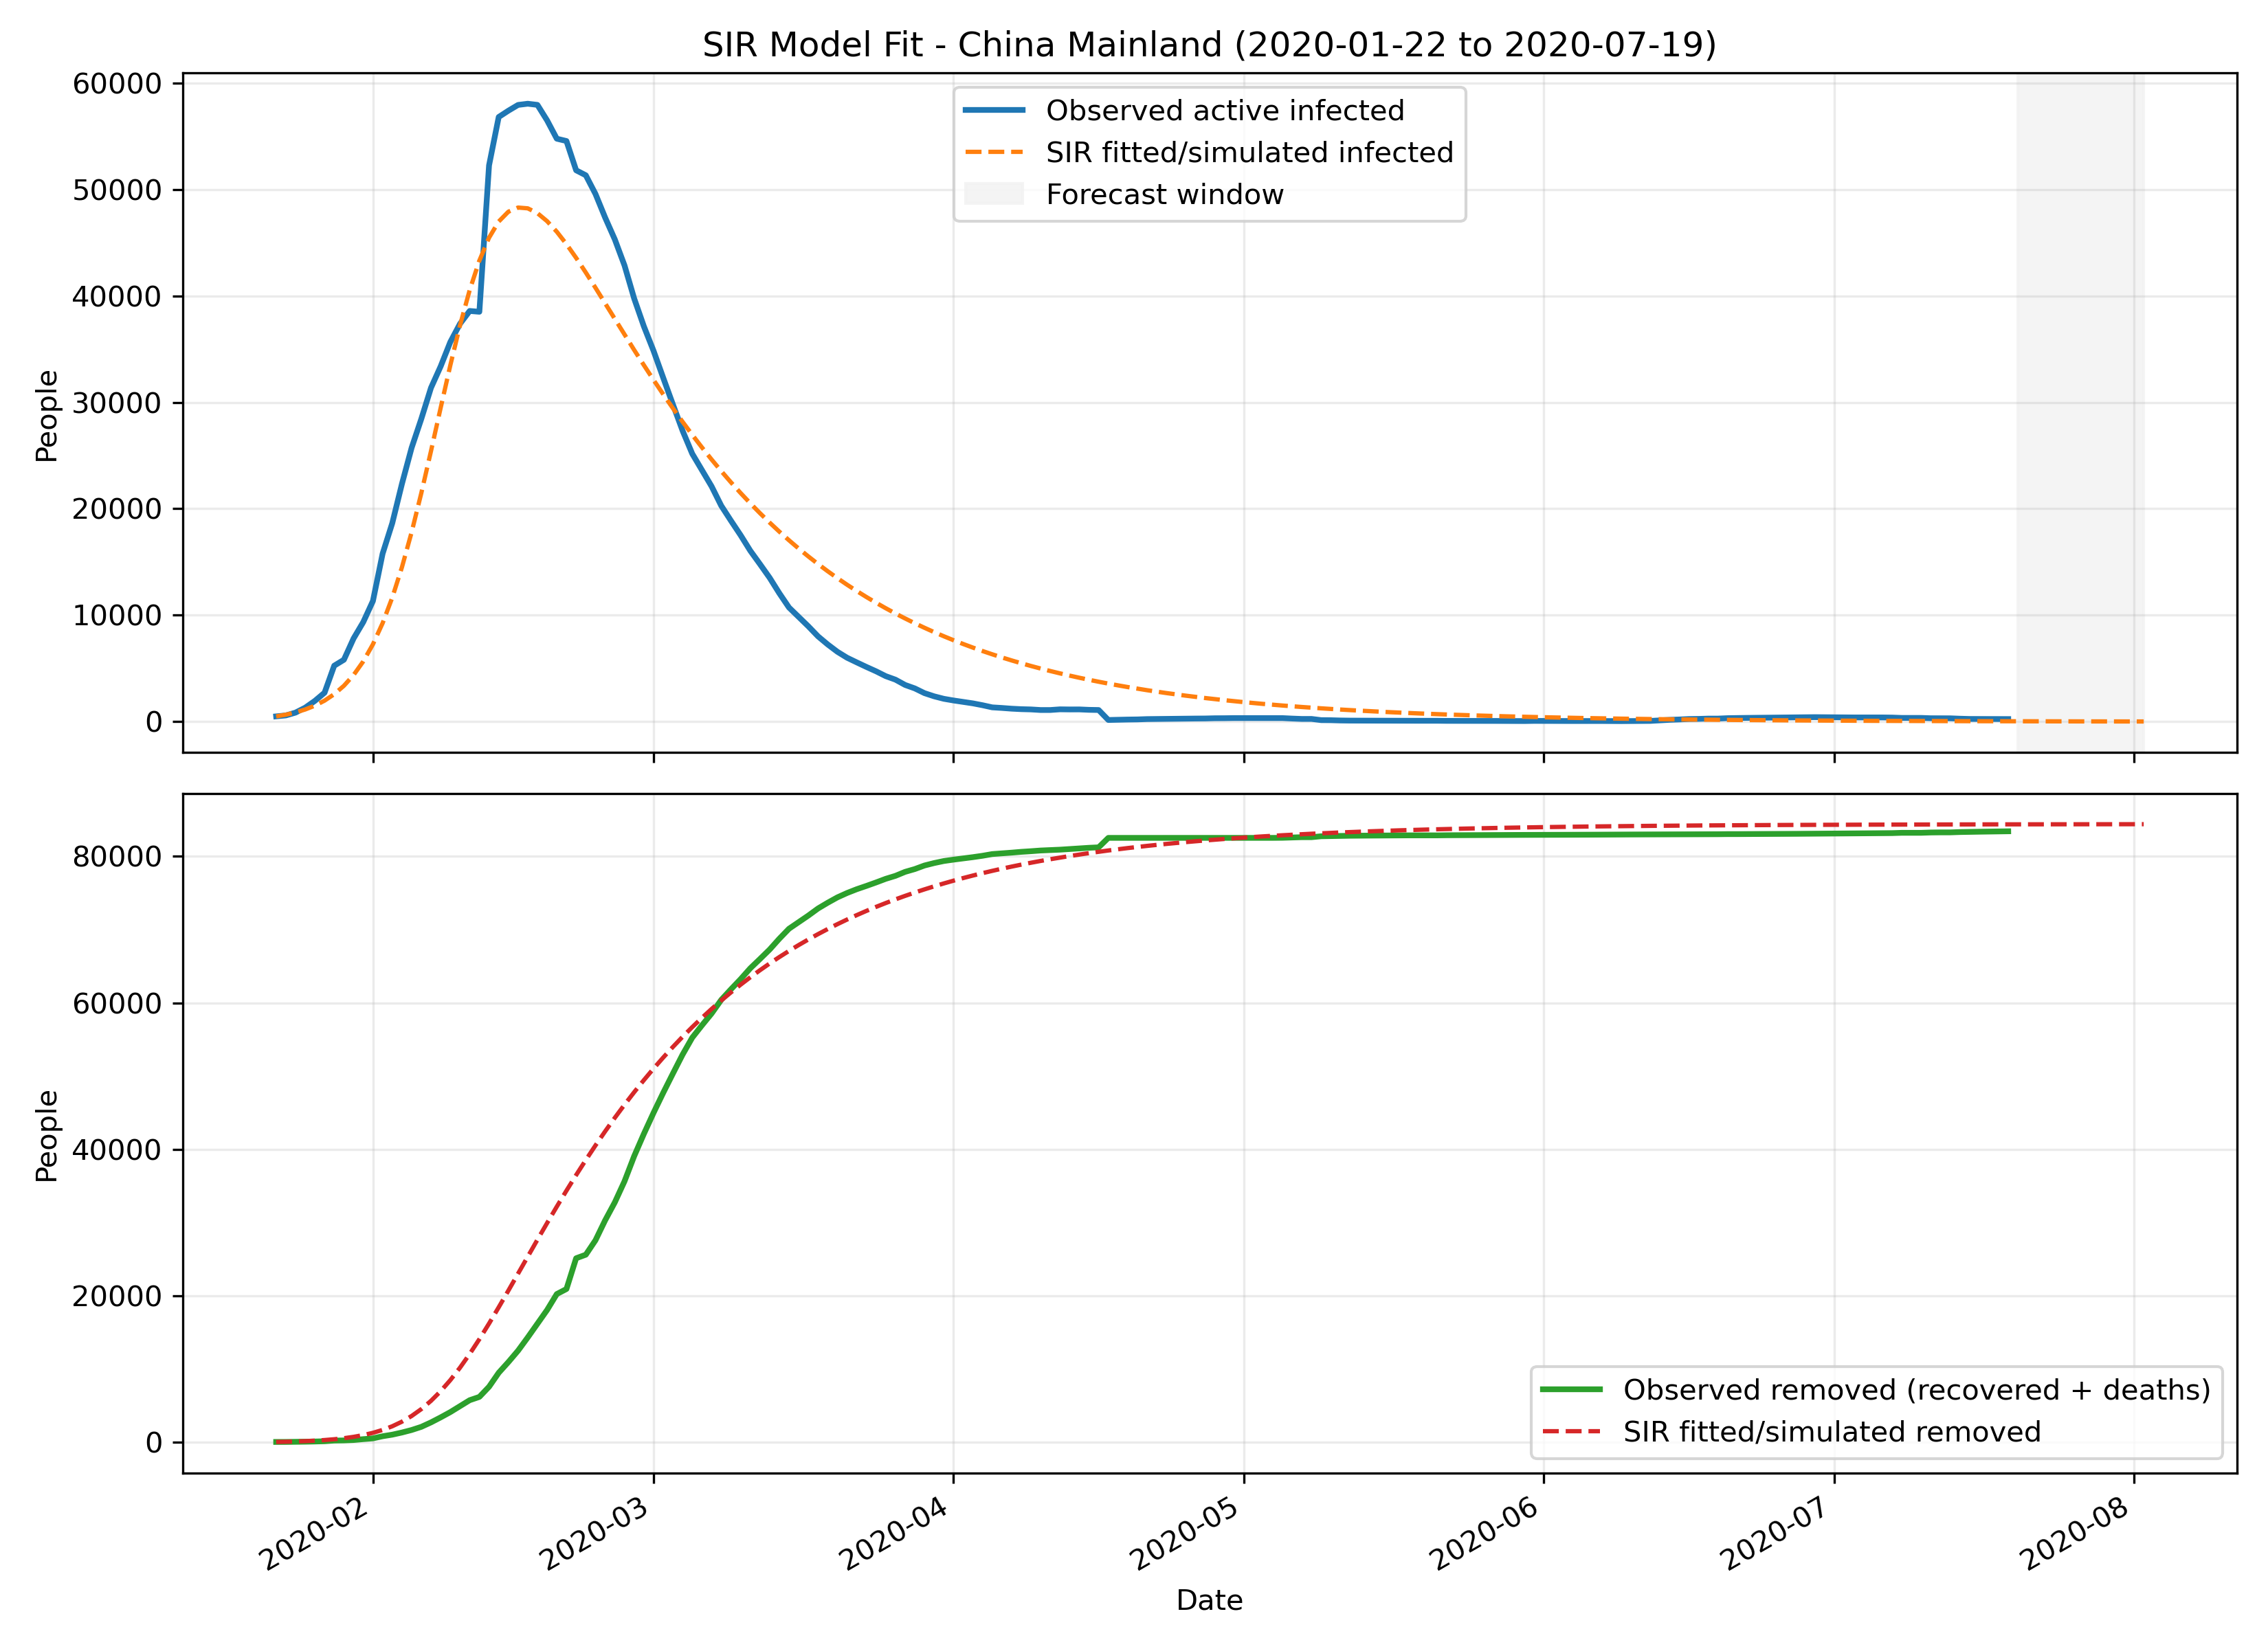 SIR Model Fit - China Mainland (2020-01-22 to 2020-07-19)
60000
50000
40000
30000
20000
10000
0
People
Observed active infected
SIR fitted/simulated infected
Forecast window
80000
60000
40000
20000
0
People
Observed removed (recovered + deaths)
SIR fitted/simulated removed
2020-02
2020-03
2020-04
2020-05
2020-06
2020-07
2020-08
Date